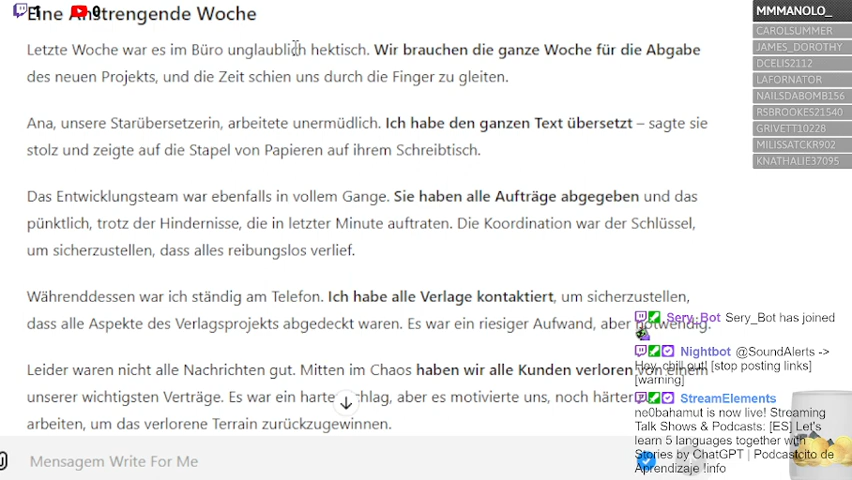 Eine Anstrengende Woche
Letzte Woche war es im Büro unglaublich hektisch. Wir brauchen die ganze Woche für die Abgabe
des neuen Projekts, und die Zeit schien uns durch die Finger zu gleiten.
Ana, unsere Starübersetzerin, arbeitete unermüdlich. Ich habe den ganzen Text übersetzt – sagte sie
stolz und zeigte auf die Stapel von Papieren auf ihrem Schreibtisch.
Das Entwicklungsteam war ebenfalls in vollem Gange. Sie haben alle Aufträge abgegeben und das
pünktlich, trotz der Hindernisse, die in letzter Minute auftraten. Die Koordination war der Schlüssel,
um sicherzustellen, dass alles reibungslos verlief.
Währenddessen war ich ständig am Telefon. Ich habe alle Verlage kontaktiert, um sicherzustellen,
dass alle Aspekte des Verlagsprojekts abgedeckt waren. Es war ein riesiger Aufwand, aber notwendig.
Leider waren nicht alle Nachrichten gut. Mitten im Chaos haben wir alle Kunden verloren von einem
unserer wichtigsten Verträge. Es war ein harter Schlag, aber es motivierte uns, noch härter
arbeiten, um das verlorene Terrain zurückzugewinnen.
Mensagem Write For Me
0
MMMANOLO_
CAROLSUMMER
JAMES_DOROTHY
DCELIS2112
LAFORNATOR
NAILSDABOMB156
RSBROOKES21540
GRIVETT10228
MILISSATCKR902
KNATHALIE37095
Sery_Bot Sery_Bot has joined
Nightbot @SoundAlerts ->
Hey, chill out! [stop posting links]
[warning]
StreamElements
ne0bahamut is now live! Streaming
Talk Shows & Podcasts: [ES] Let's
learn 5 languages together with
Stories by ChatGPT | Podcastcito de
Aprendizaje !info